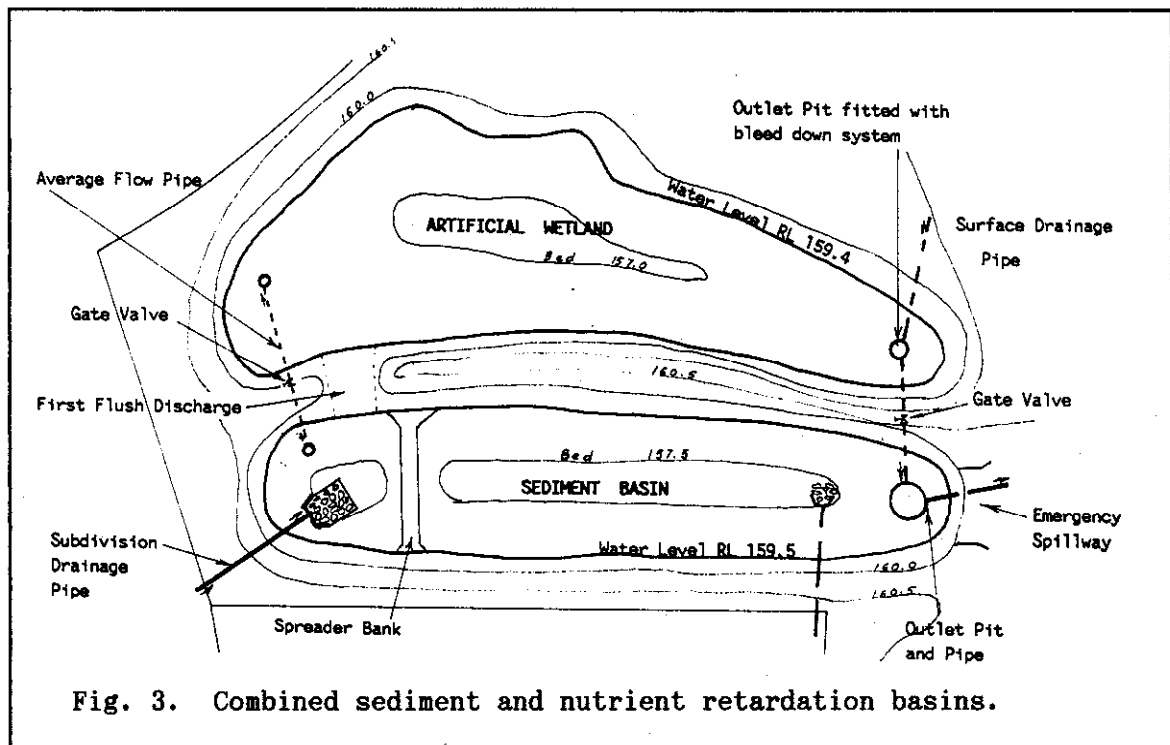 160.5
160.0
Outlet Pit fitted with
bleed down system
Average Flow Pipe
Water Level RL 159.4
ARTIFICIAL WETLAND
Bed 157.0
Surface Drainage
Pipe
Gate Valve
160.5
First Flush Discharge
Gate Valve
Bed 157.5
SEDIMENT BASIN
Emergency
Spillway
Subdivision
Drainage
Pipe
Water Level RL 159.5
160.0
160.5
Spreader Bank
Outlet Pit
and Pipe
Fig. 3. Combined sediment and nutrient retardation basins.